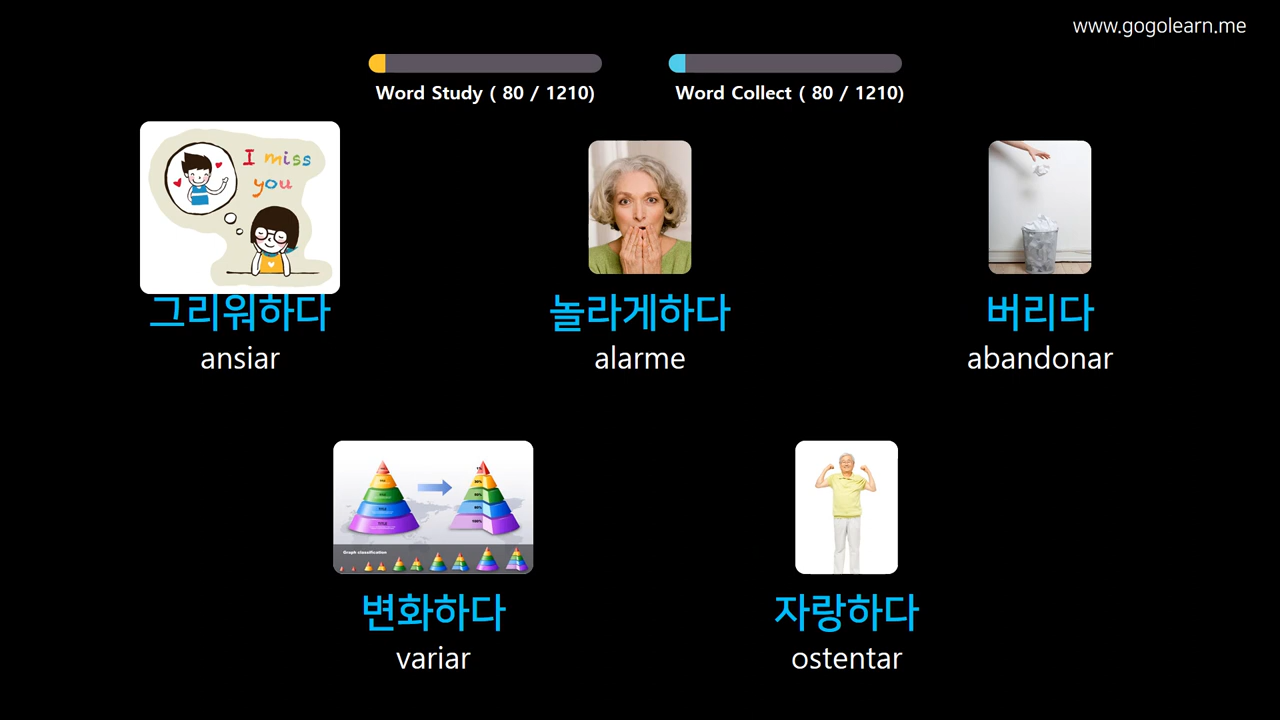 www.gogolearn.me
Word Study ( 80 / 1210)
Word Collect ( 80 / 1210)
I miss
you
그리워하다
놀라게하다
버리다
ansiar
alarme
abandonar
Graph classification
변화하다
자랑하다
variar
ostentar